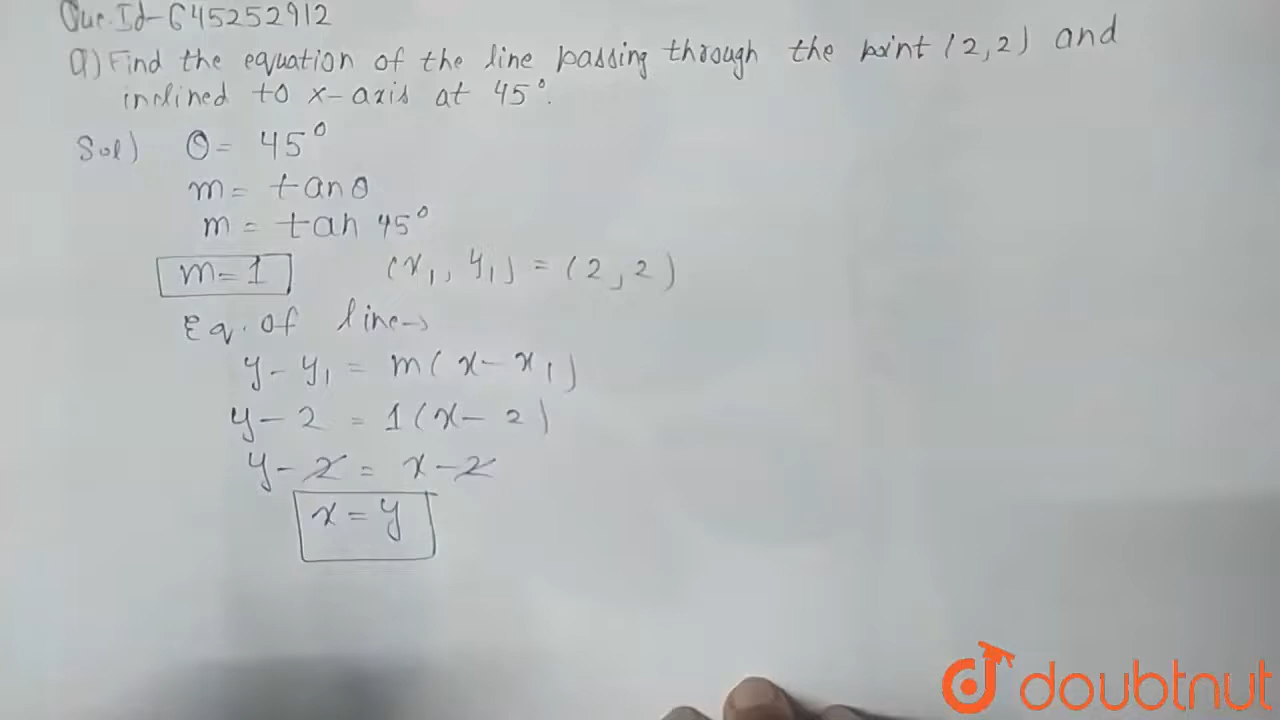 Que.Id-645252912
Q) Find the equation of the line passing through the point (2,2) and
inclined to x-axis at 45°.
Sol) θ = 45°
m = tanθ
m = tan 45°
m=1 (x₁, y₁) = (2, 2)
Eq. of line→
y - y₁ = m(x - x₁)
y - 2 = 1(x - 2)
y - 2 = x - 2
x = y
doubtnut